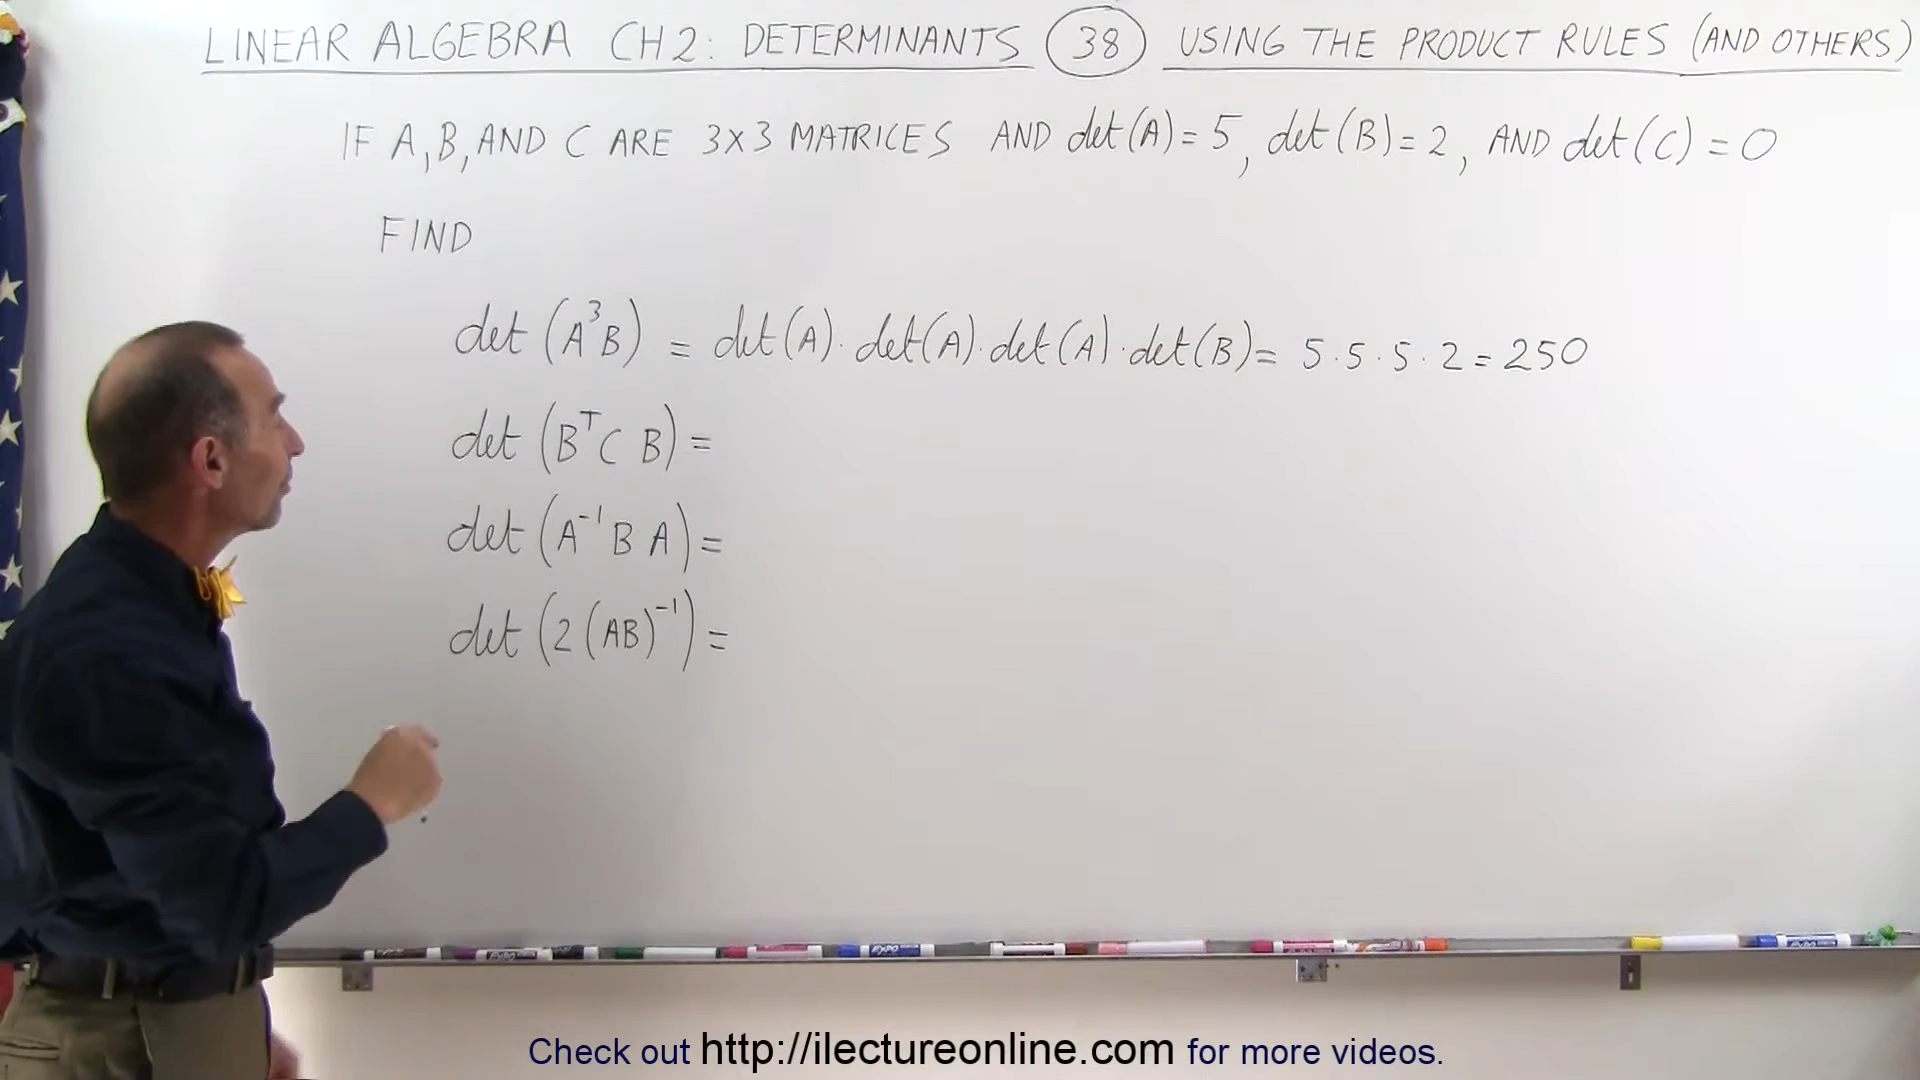 LINEAR ALGEBRA CH2: DETERMINANTS 38 USING THE PRODUCT RULES (AND OTHERS)
IF A, B, AND C ARE 3x3 MATRICES AND det(A) = 5, det(B) = 2, AND det(C) = 0
FIND
det (A³B) = det(A)·det(A)·det(A)·det(B) = 5·5·5·2 = 250
det (BᵀC B) =
det (A⁻¹ B A) =
det (2 (AB)⁻¹) =
Check out http://ilectureonline.com for more videos.